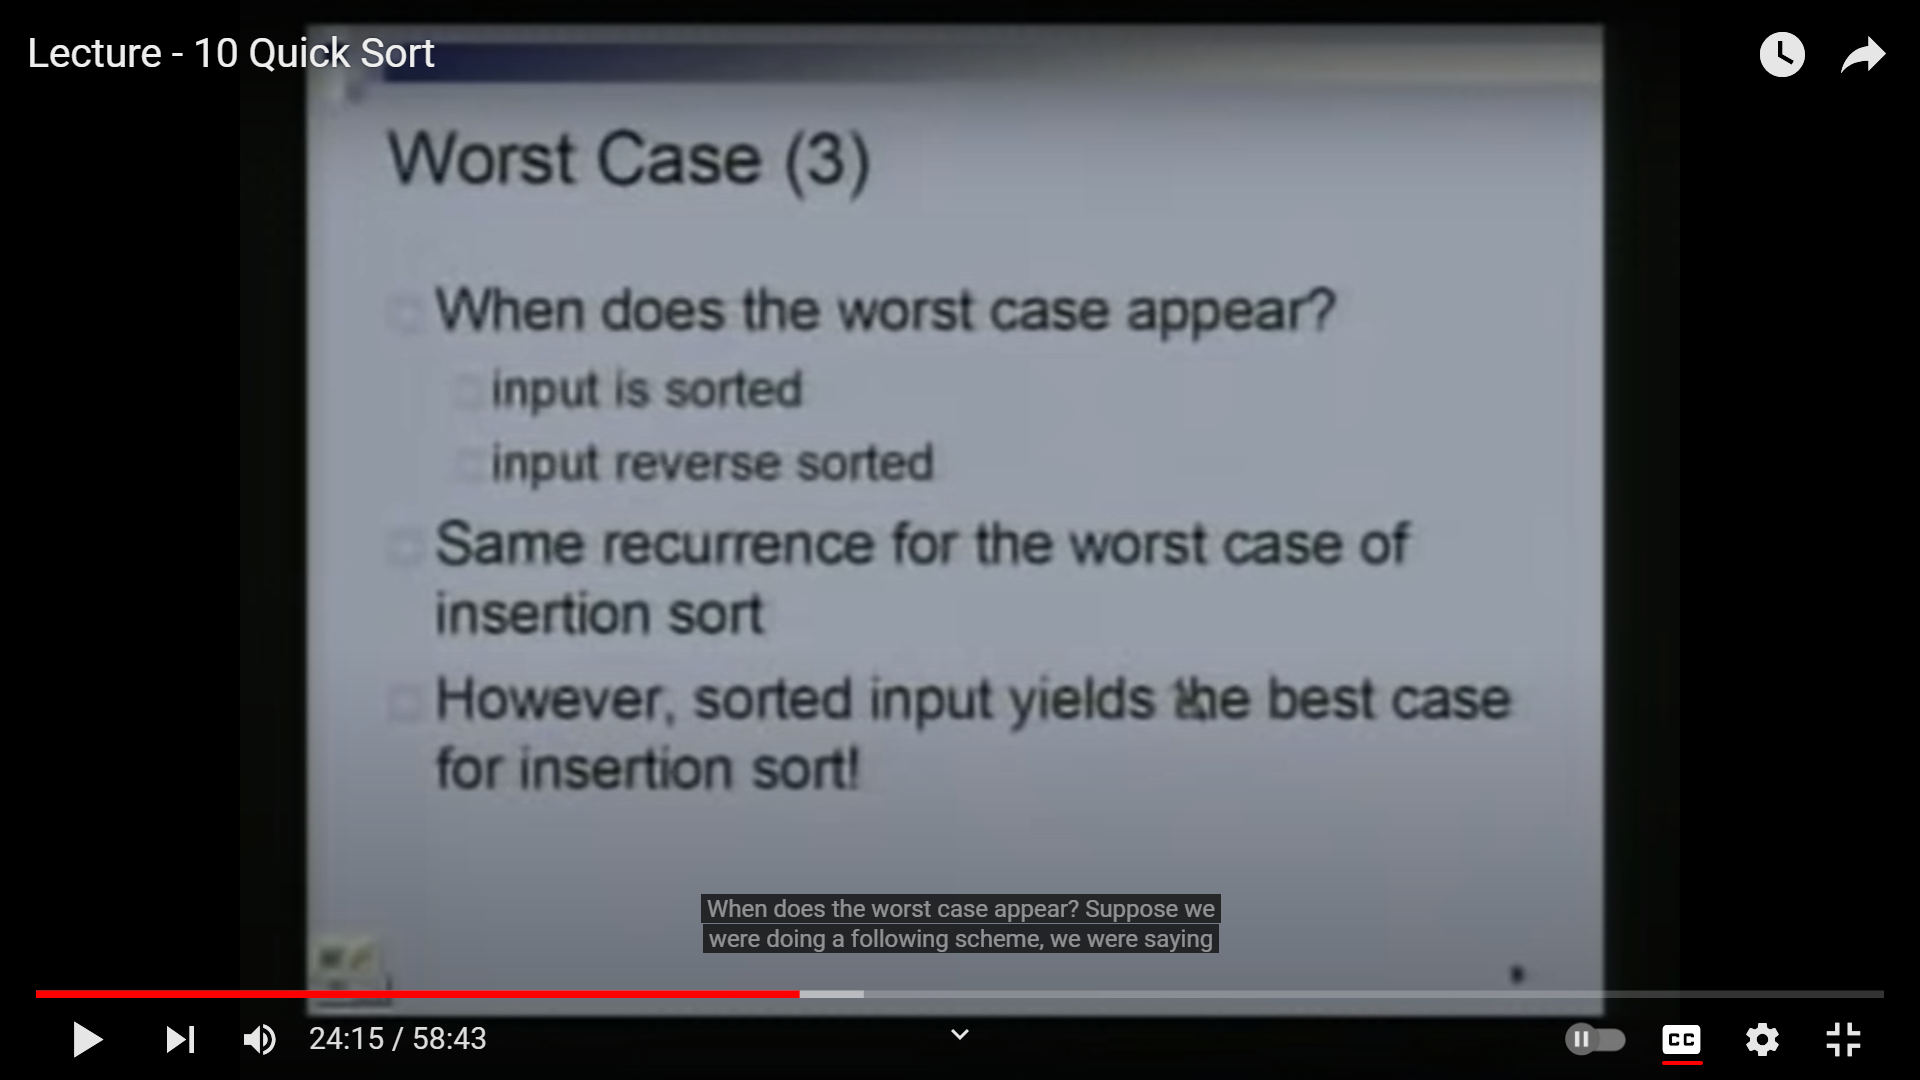 Lecture - 10 Quick Sort
Worst Case (3)
When does the worst case appear?
input is sorted
input reverse sorted
Same recurrence for the worst case of
insertion sort
However, sorted input yields the best case
for insertion sort!
When does the worst case appear? Suppose we
were doing a following scheme, we were saying
24:15 / 58:43
CC